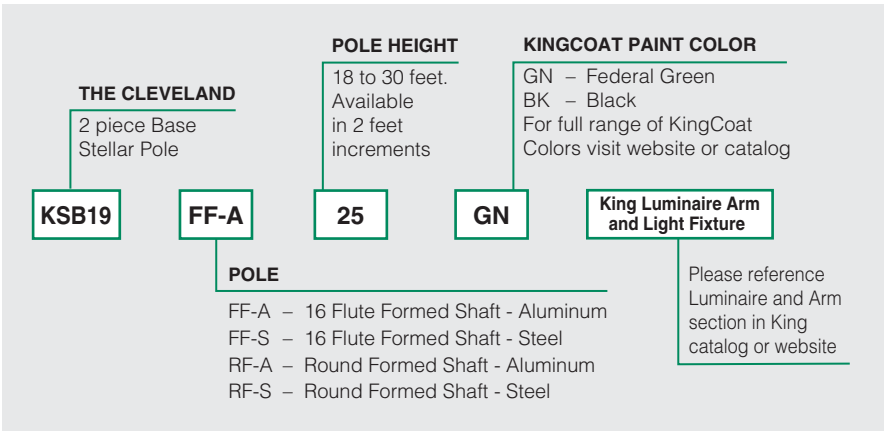 THE CLEVELAND
2 piece Base
Stellar Pole
POLE HEIGHT
18 to 30 feet.
Available
in 2 feet
increments
KINGCOAT PAINT COLOR
GN – Federal Green
BK – Black
For full range of KingCoat
Colors visit website or catalog
KSB19
FF-A
25
GN
King Luminaire Arm
and Light Fixture
POLE
FF-A – 16 Flute Formed Shaft - Aluminum
FF-S – 16 Flute Formed Shaft - Steel
RF-A – Round Formed Shaft - Aluminum
RF-S – Round Formed Shaft - Steel
Please reference
Luminaire and Arm
section in King
catalog or website